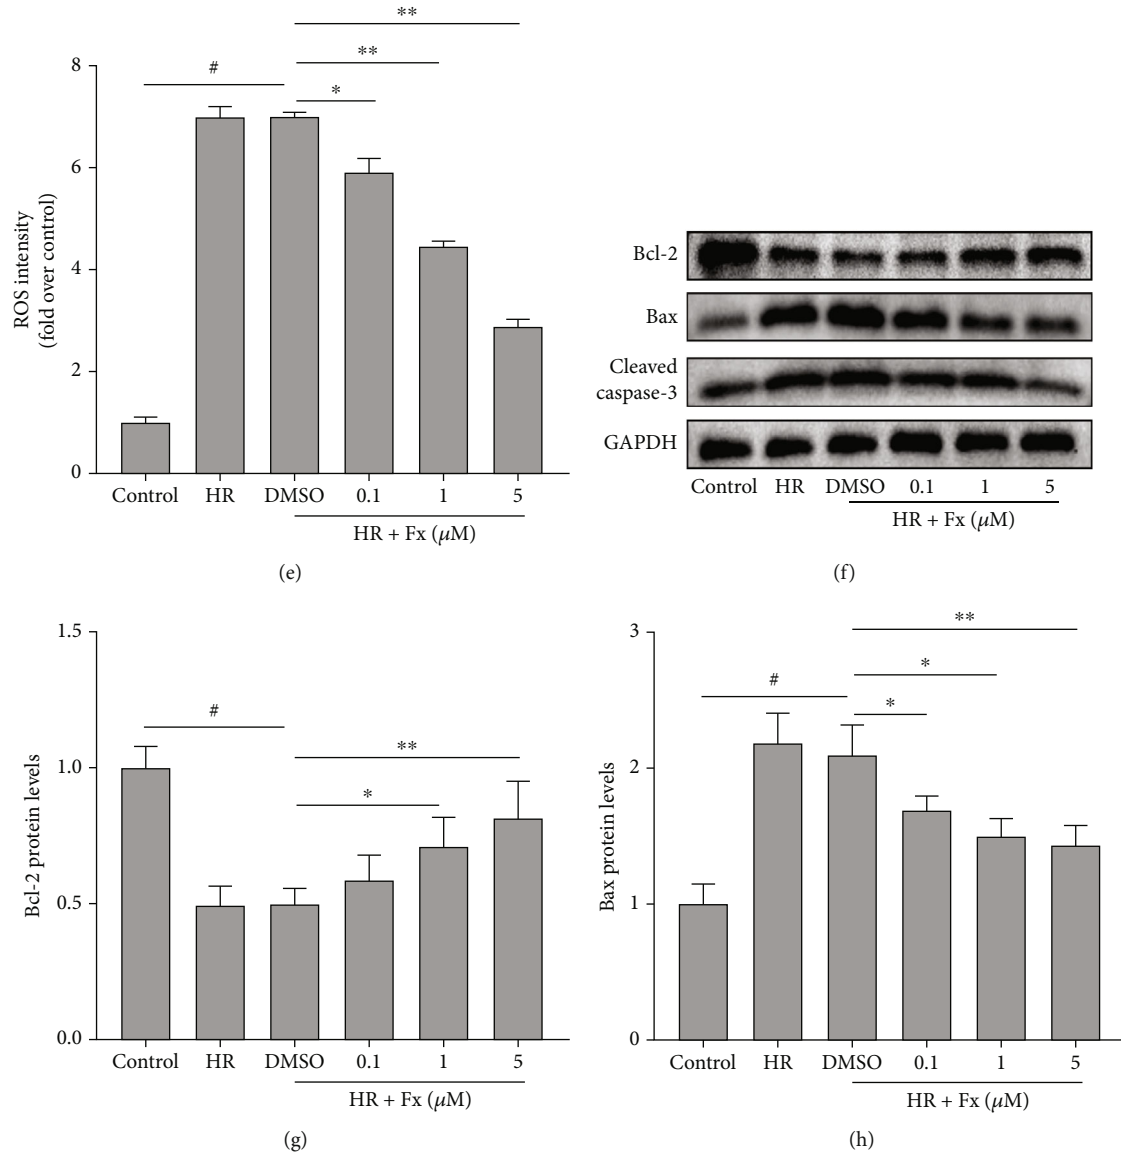 **
**
8
#
*
6
4
2
0
ROS intensity
(fold over control)
Control HR DMSO 0.1 1 5
HR + Fx (μM)
(e)
Bcl-2
Bax
Cleaved
caspase-3
GAPDH
Control HR DMSO 0.1 1 5
HR + Fx (μM)
(f)
1.5
#
**
*
1.0
0.5
0.0
Bcl-2 protein levels
Control HR DMSO 0.1 1 5
HR + Fx (μM)
(g)
3
**
*
#
*
2
1
0
Bax protein levels
Control HR DMSO 0.1 1 5
HR + Fx (μM)
(h)